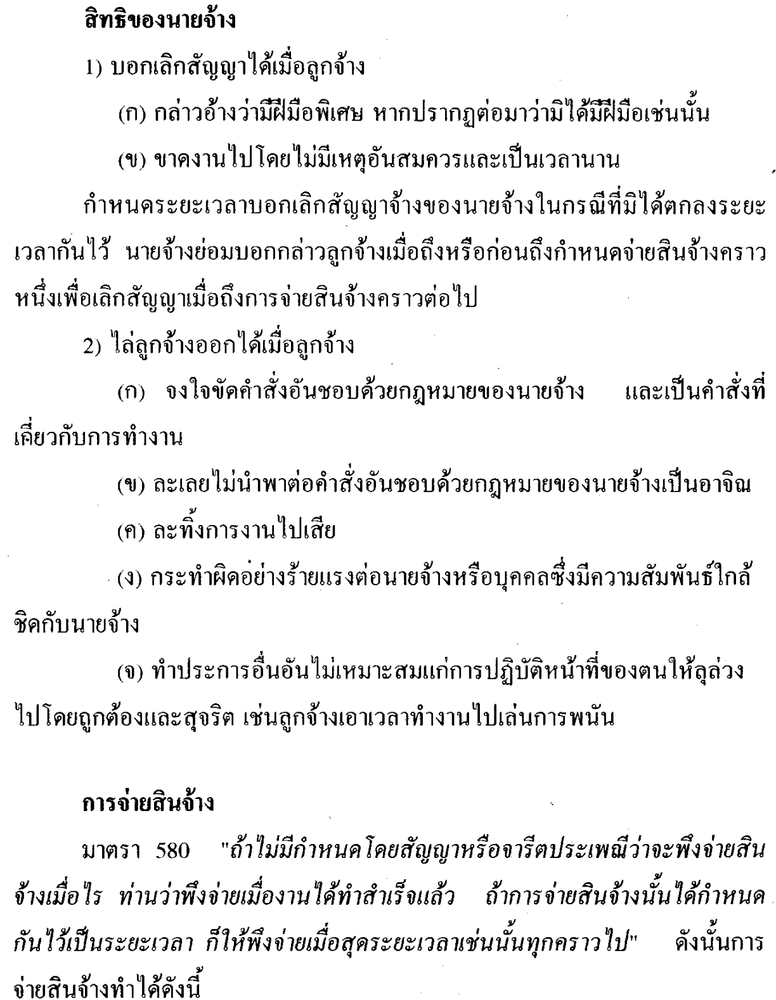 สิทธิของนายจ้าง
1) บอกเลิกสัญญาได้เมื่อลูกจ้าง
(ก) กล่าวอ้างว่ามีฝีมือพิเศษ หากปรากฏต่อมาว่ามิได้มีฝีมือเช่นนั้น
(ข) ขาดงานไปโดยไม่มีเหตุอันสมควรและเป็นเวลานาน
กำหนดระยะเวลาบอกเลิกสัญญาจ้างของนายจ้างในกรณีที่มิได้ตกลงระยะ
เวลากันไว้ นายจ้างย่อมบอกกล่าวลูกจ้างเมื่อถึงหรือก่อนถึงกำหนดจ่ายสินจ้างคราว
หนึ่งเพื่อเลิกสัญญาเมื่อถึงการจ่ายสินจ้างคราวต่อไป
2) ไล่ลูกจ้างออกได้เมื่อลูกจ้าง
(ก) จงใจขัดคำสั่งอันชอบด้วยกฎหมายของนายจ้าง และเป็นคำสั่งที่
เกี่ยวกับการทำงาน
(ข) ละเลยไม่นำพาต่อคำสั่งอันชอบด้วยกฎหมายของนายจ้างเป็นอาจิณ
(ค) ละทิ้งการงานไปเสีย
(ง) กระทำผิดอย่างร้ายแรงต่อนายจ้างหรือบุคคลซึ่งมีความสัมพันธ์ใกล้
ชิดกับนายจ้าง
(จ) ทำประการอื่นอันไม่เหมาะสมแก่การปฏิบัติหน้าที่ของตนให้ลุล่วง
ไปโดยถูกต้องและสุจริต เช่นลูกจ้างเอาเวลาทำงานไปเล่นการพนัน
การจ่ายสินจ้าง
มาตรา 580 "ถ้าไม่มีกำหนดโดยสัญญาหรือจารีตประเพณีว่าจะพึงจ่ายสิน
จ้างเมื่อไร ท่านว่าพึงจ่ายเมื่องานได้ทำสำเร็จแล้ว ถ้าการจ่ายสินจ้างนั้นได้กำหนด
กันไว้เป็นระยะเวลา ก็ให้พึงจ่ายเมื่อสุดระยะเวลาเช่นนั้นทุกคราวไป" ดังนั้นการ
จ่ายสินจ้างทำได้ดังนี้